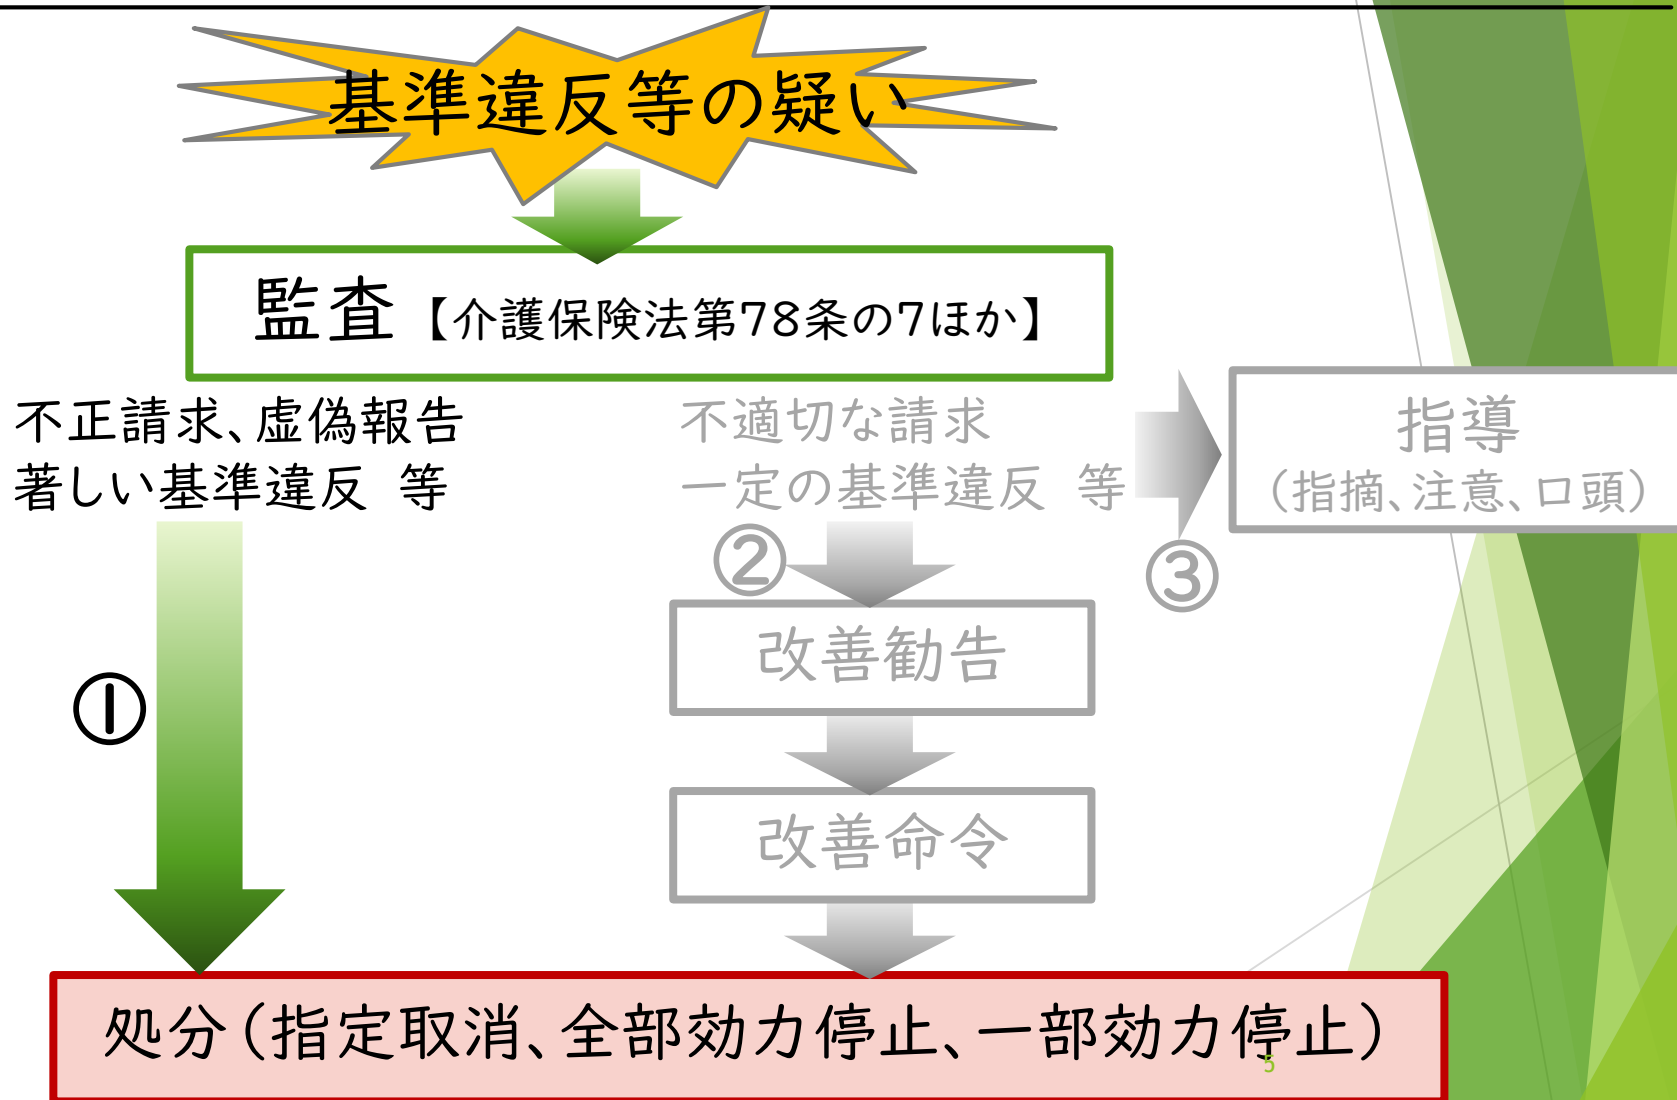 基準違反等の疑い
監査【介護保険法第78条の7ほか】
不正請求、虚偽報告
著しい基準違反 等
①
不適切な請求
一定の基準違反 等
②
③
指導
（指摘、注意、口頭）
改善勧告
改善命令
処分（指定取消、全部効力停止、一部効力停止）
5